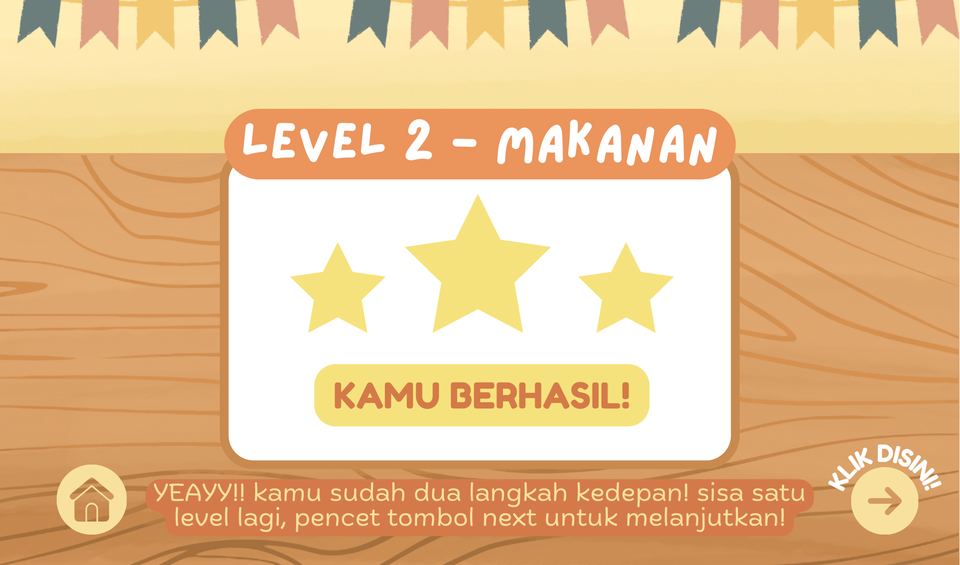 LEVEL 2 - MAKANAN
KAMU BERHASIL!
KLIK DISINI!
YEAYY!! kamu sudah dua langkah kedepan! sisa satu
level lagi, pencet tombol next untuk melanjutkan!